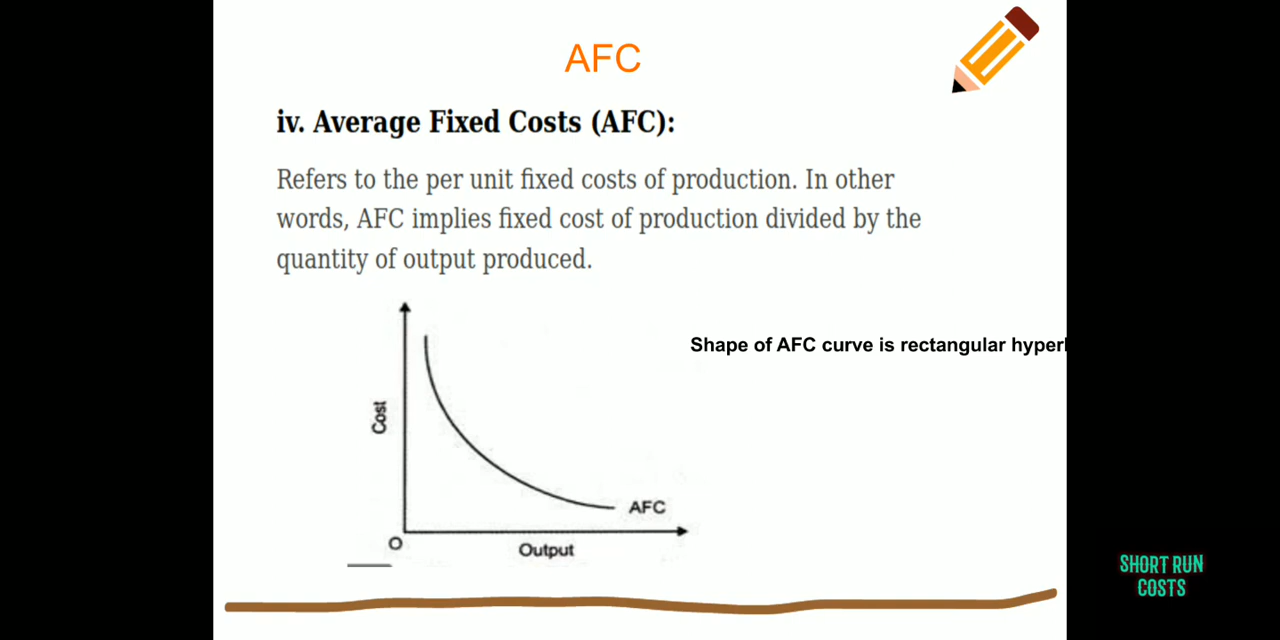 AFC
iv. Average Fixed Costs (AFC):
Refers to the per unit fixed costs of production. In other
words, AFC implies fixed cost of production divided by the
quantity of output produced.
Shape of AFC curve is rectangular hyperl
Cost
AFC
O
Output
SHORT RUN
COSTS